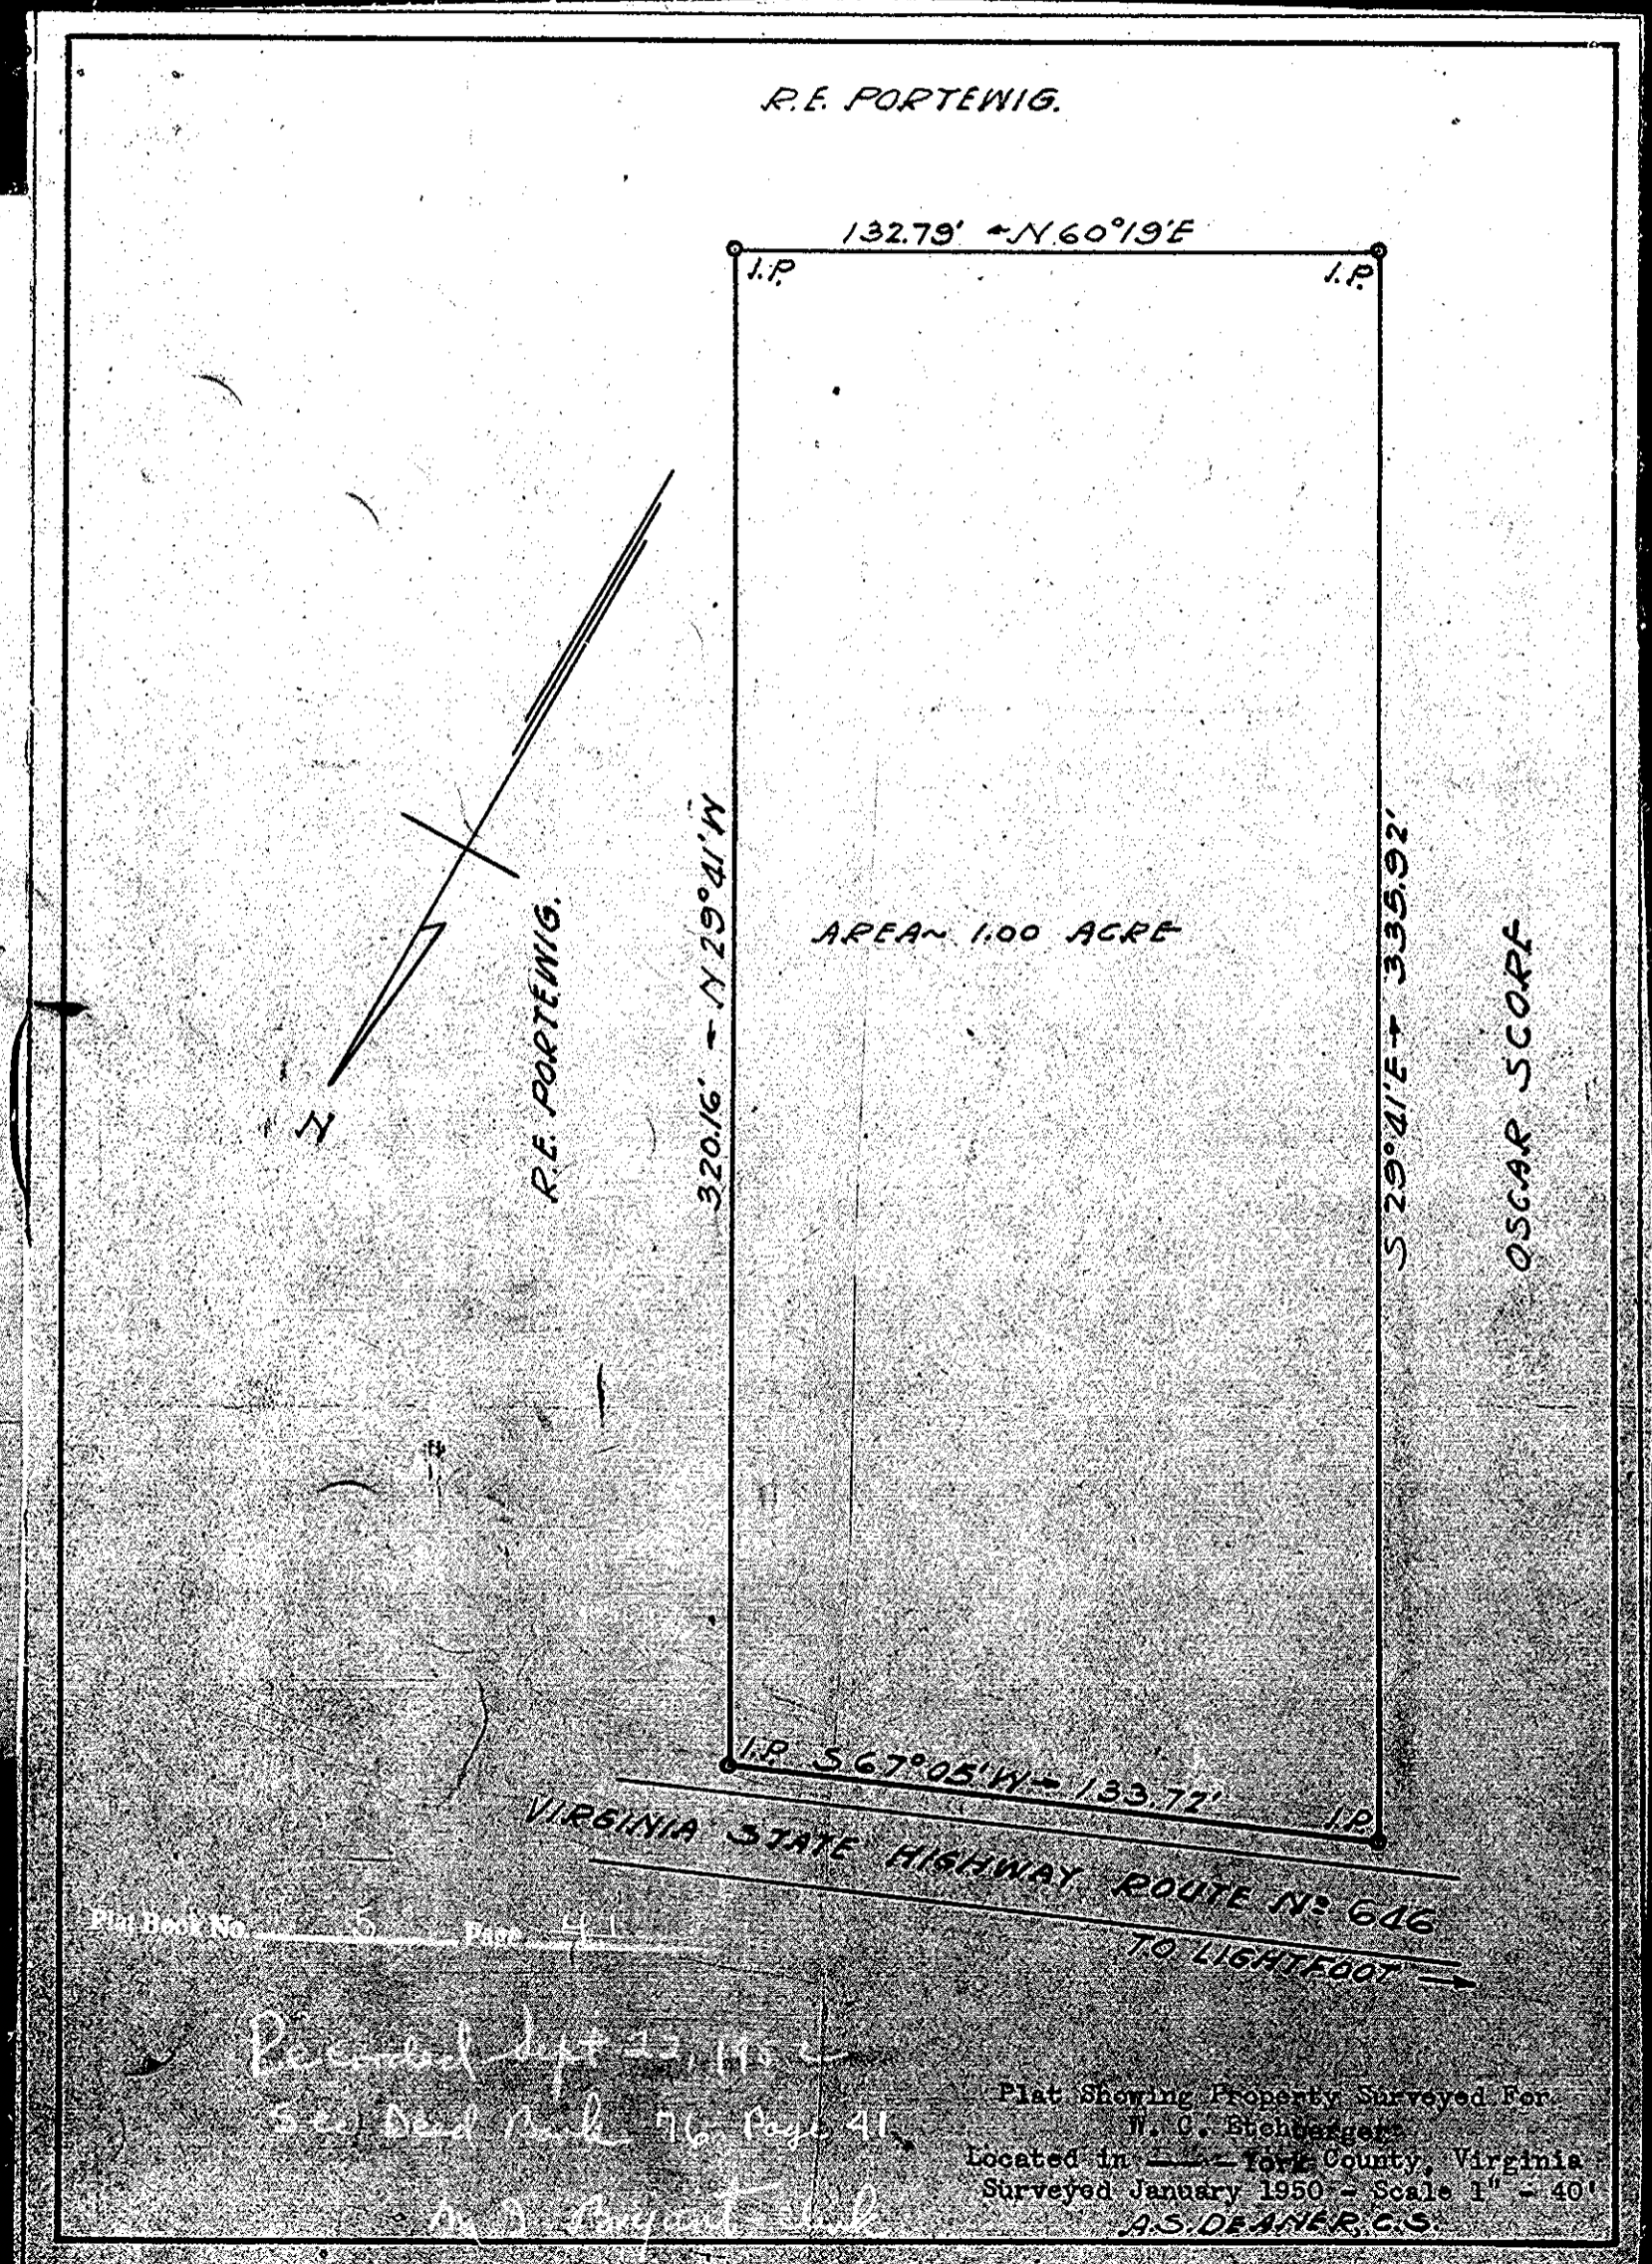 R.E. PORTEWIG.
132.79' ~ N.60°19'E
I.P. I.P.
320.16' - N 29°41'W
R.E. PORTEWIG.
N
AREA~ 1.00 ACRE
S 29°41'E - 335.92'
OSCAR SCORE
I.P. S 67°05'W - 133.72' I.P.
VIRGINIA STATE HIGHWAY ROUTE Nº 646
TO LIGHTFOOT
Plat Book No. 5 Page 41
Recorded Sept
See Deed Book 76 Page 41
Bryant Clerk
Plat Showing Property Surveyed For
W. C. Etchberger
Located in York County, Virginia
Surveyed January 1950 - Scale 1" - 40'
A.S. DEANER, C.S.